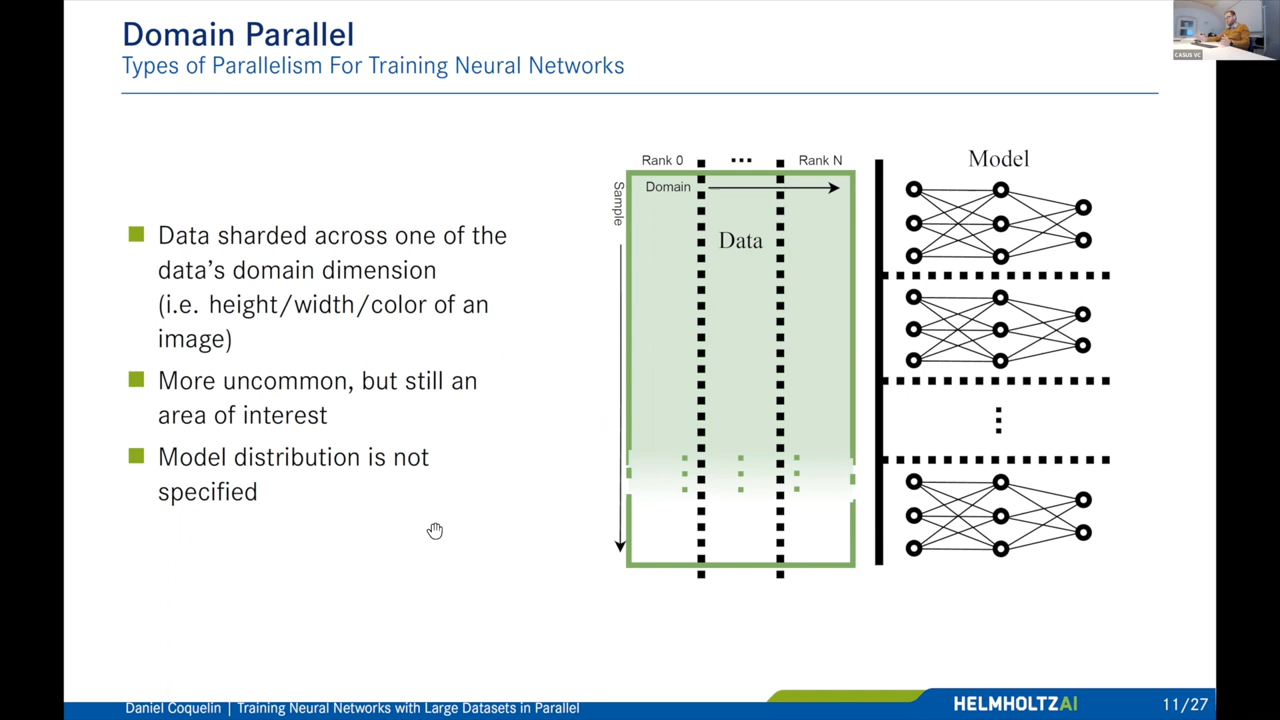 Domain Parallel
Types of Parallelism For Training Neural Networks
CASUS VC
Data sharded across one of the
data's domain dimension
(i.e. height/width/color of an
image)
More uncommon, but still an
area of interest
Model distribution is not
specified
Rank 0
...
Rank N
Sample
Domain
Data
Model
Daniel Coquelin | Training Neural Networks with Large Datasets in Parallel
HELMHOLTZAI
11/27